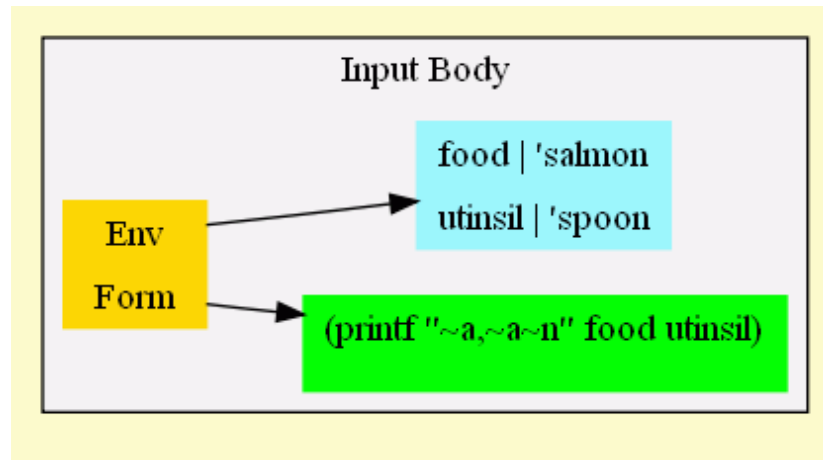 Input Body
food | 'salmon
utinsil | 'spoon
Env
Form
(printf "~a,~a~n" food utinsil)